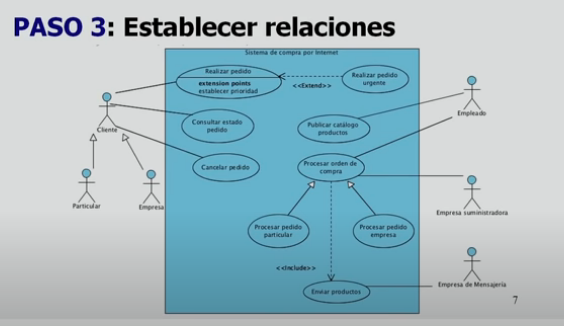 PASO 3: Establecer relaciones
Sistema de compra por Internet
Realizar pedido
extension points
establecer prioridad
<<Extend>>
Realizar pedido
urgente
Cliente
Consultar estado
pedido
Publicar catálogo
productos
Empleado
Cancelar pedido
Procesar orden de
compra
Particular
Empresa
Empresa suministradora
Procesar pedido
particular
Procesar pedido
empresa
<<Include>>
Enviar productos
Empresa de Mensajería
7